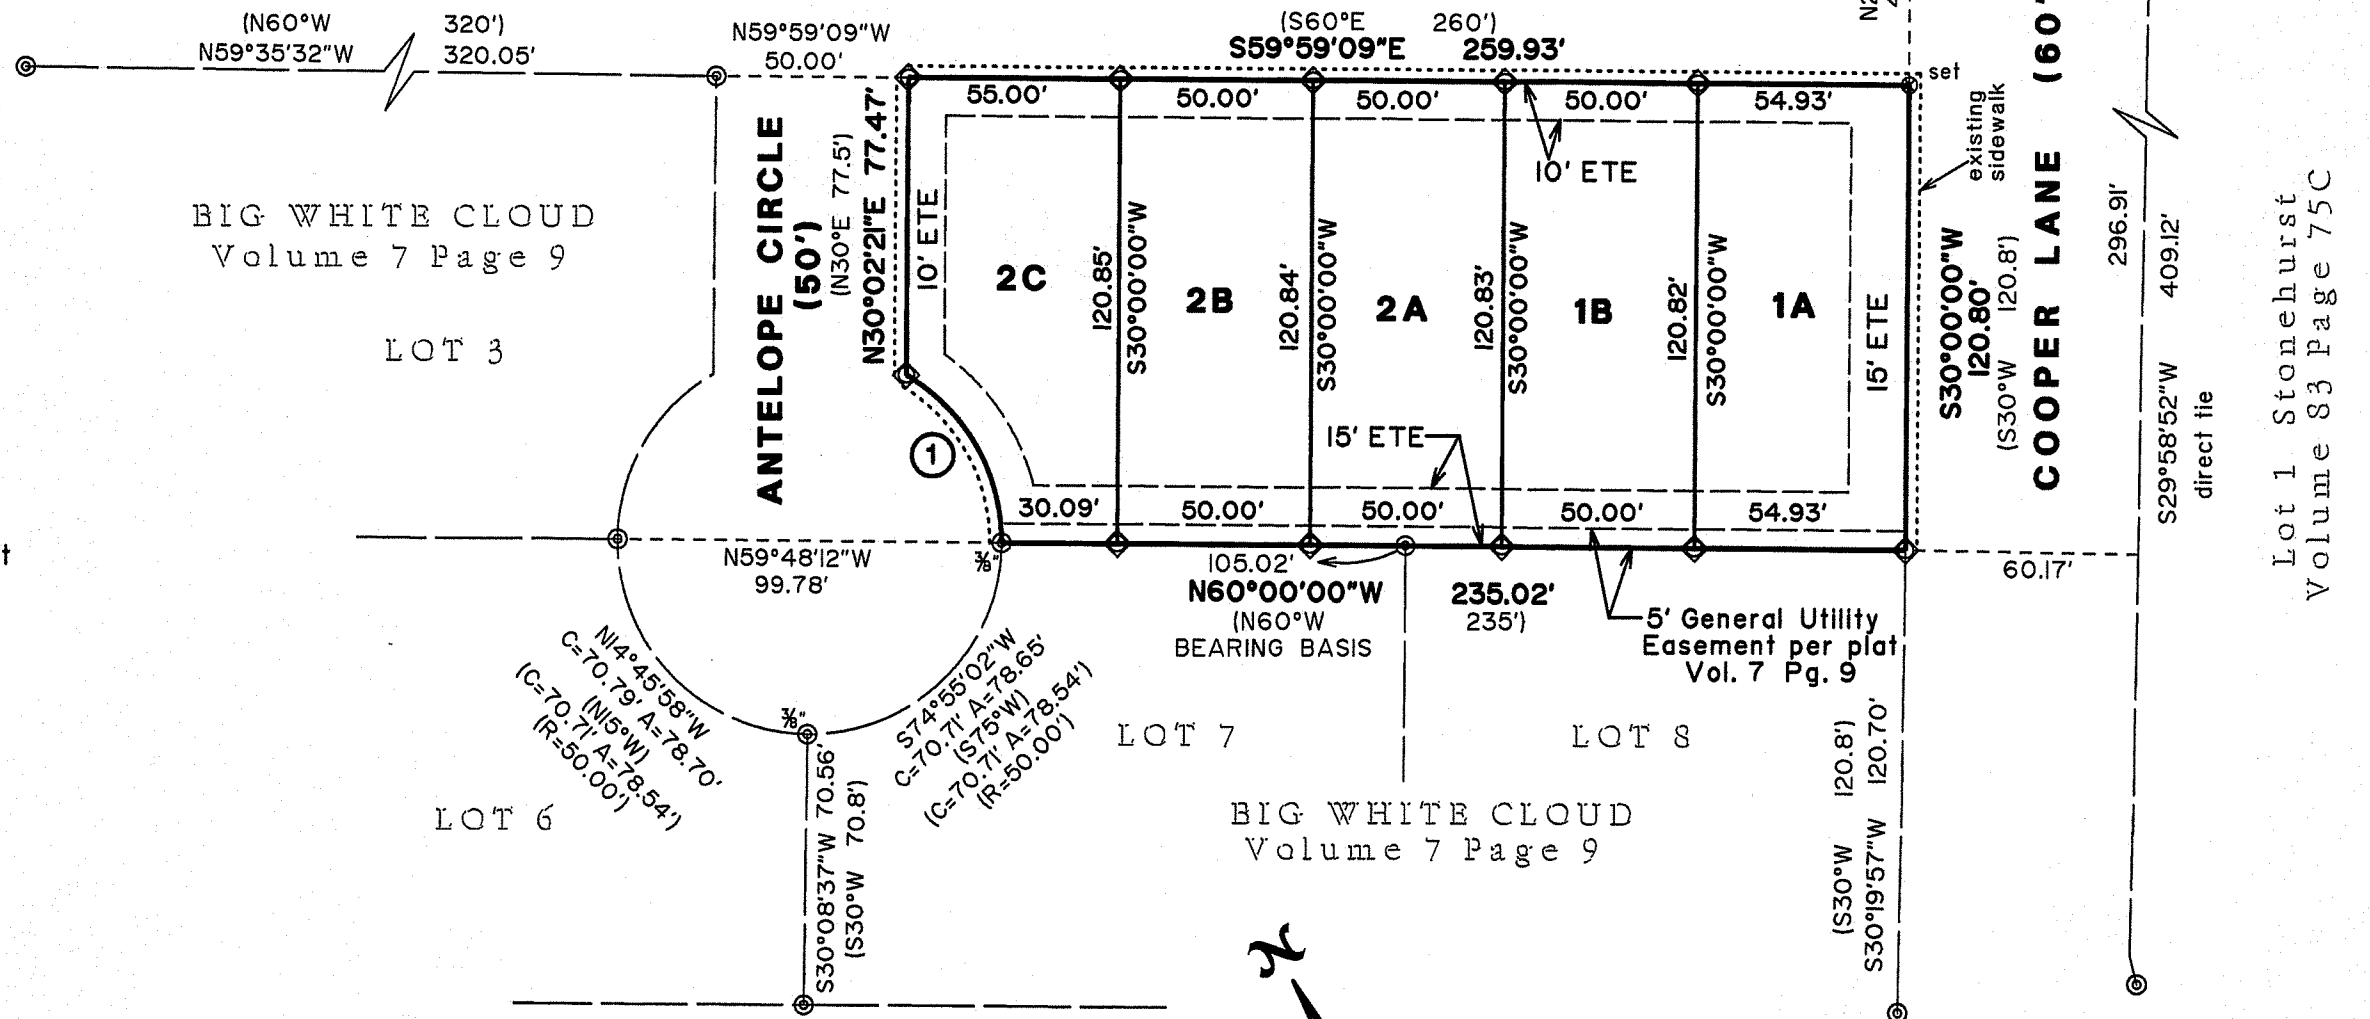 (N60°W 320')
N59°35'32"W 320.05'
N59°59'09"W
50.00'
(S60°E 260')
S59°59'09"E 259.93'
set
55.00'
50.00'
50.00'
50.00'
54.93'
10' ETE
existing
sidewalk
COOPER LANE (60'
BIG WHITE CLOUD
Volume 7 Page 9
LOT 3
ANTELOPE CIRCLE
(50')
(N30°E 77.5')
N30°02'21"E 77.47'
10' ETE
2C
120.85'
S30°00'00"W
2B
120.84'
S30°00'00"W
2A
120.83'
S30°00'00"W
1B
120.82'
S30°00'00"W
1A
15' ETE
S30°00'00"W
120.80'
(S30°W 120.8')
296.91'
S29°58'52"W 409.12'
direct tie
Lot 1 Stonehurst
Volume 83 Page 75C
1
15' ETE
30.09'
50.00'
50.00'
50.00'
54.93'
t
N59°48'12"W
99.78'
3/8"
105.02'
N60°00'00"W 235.02'
(N60°W 235')
BEARING BASIS
60.17'
5' General Utility
Easement per plat
Vol. 7 Pg. 9
N14°45'58"W
C=70.79' A=78.70'
(N15°W)
(C=70.71' A=78.54')
(R=50.00')
3/8"
S74°55'02"W
C=70.71' A=78.65'
(S75°W)
(C=70.71' A=78.54')
(R=50.00')
LOT 7
LOT 8
LOT 6
S30°08'37"W 70.56'
(S30°W 70.8')
BIG WHITE CLOUD
Volume 7 Page 9
(S30°W 120.8')
S30°19'57"W 120.70'
N